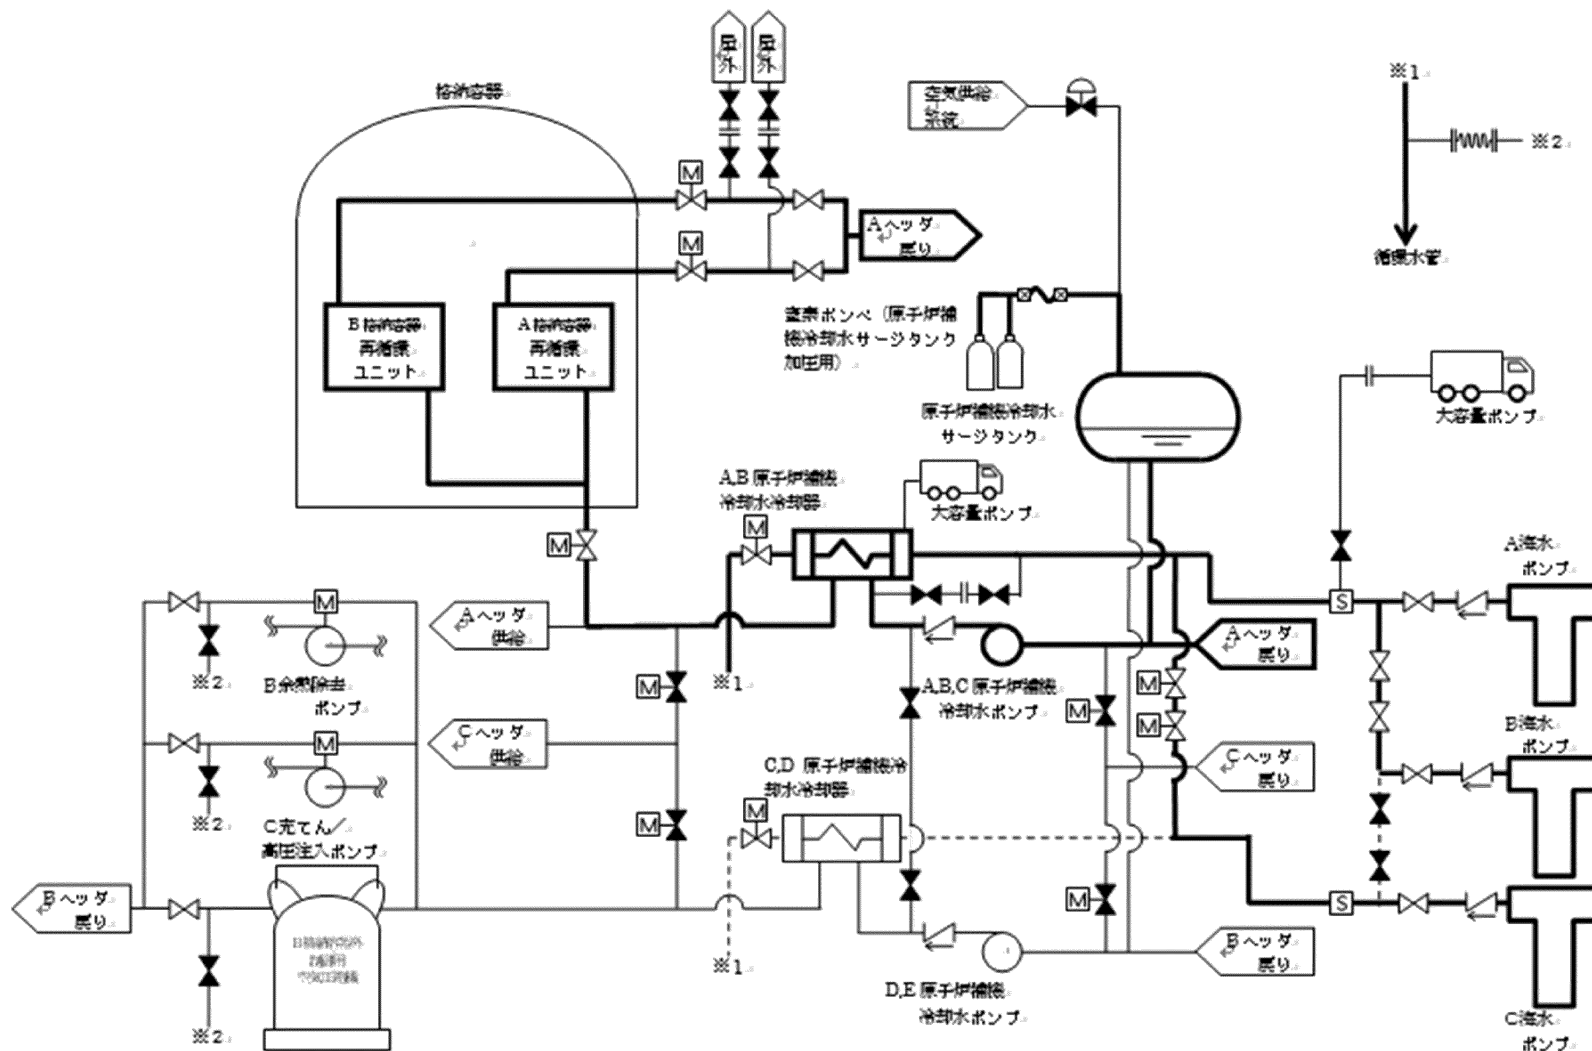 屋外
屋外
格納容器
空気供給
系統
※1
※2
M
M
Aヘッダ
戻り
循環水管
B格納容器
再循環
ユニット
A格納容器
再循環
ユニット
窒素ボンベ（原子炉補
機冷却水サージタンク
加圧用）
原子炉補機冷却水
サージタンク
大容量ポンプ
A,B原子炉補機
冷却水冷却器
大容量ポンプ
M
M
A海水
ポンプ
M
S
Aヘッダ
供給
Aヘッダ
戻り
※2
B余熱除去
ポンプ
M
※1
A,B,C原子炉補機
冷却水ポンプ
M
M
M
B海水
ポンプ
M
Cヘッダ
供給
C,D 原子炉補機冷
却水冷却器
Cヘッダ
戻り
※2
C充てん／
高圧注入ポンプ
M
M
Bヘッダ
戻り
M
S
※1
Bヘッダ
戻り
※2
D,E原子炉補機
冷却水ポンプ
C海水
ポンプ